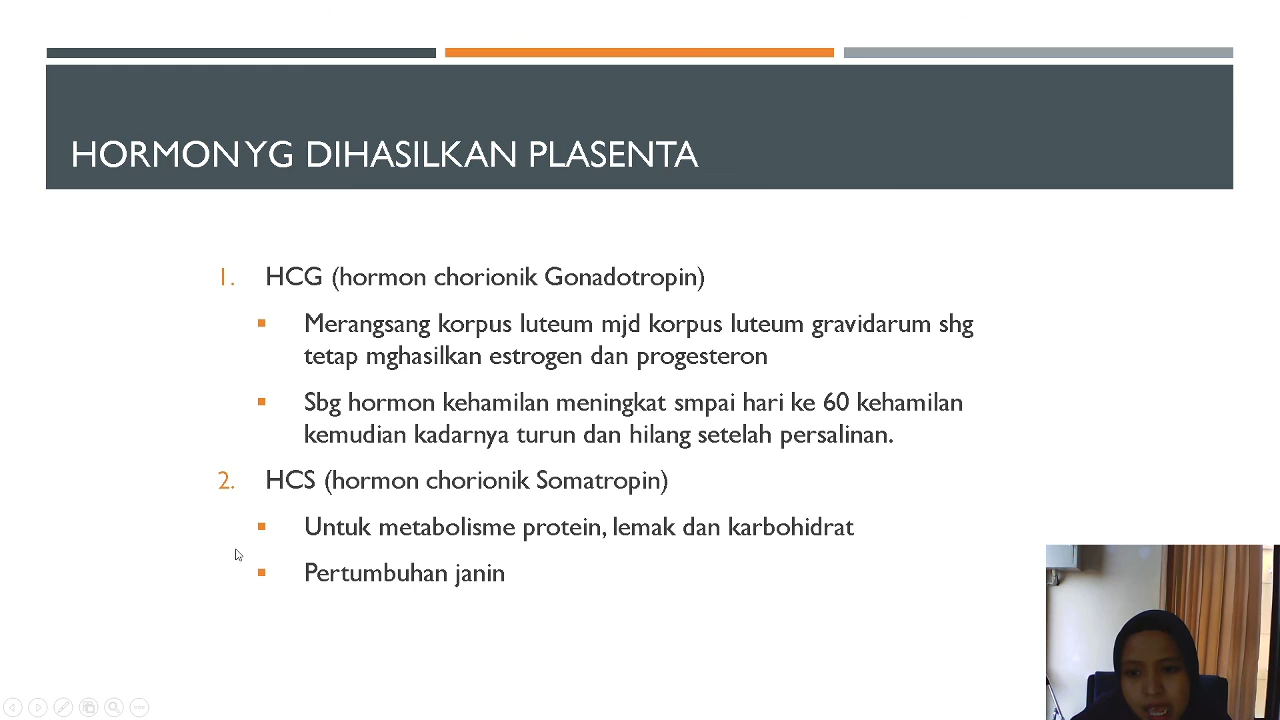 HORMON YG DIHASILKAN PLASENTA
1. HCG (hormon chorionik Gonadotropin)
▪ Merangsang korpus luteum mjd korpus luteum gravidarum shg
tetap mghasilkan estrogen dan progesteron
▪ Sbg hormon kehamilan meningkat smpai hari ke 60 kehamilan
kemudian kadarnya turun dan hilang setelah persalinan.
2. HCS (hormon chorionik Somatropin)
▪ Untuk metabolisme protein, lemak dan karbohidrat
▪ Pertumbuhan janin